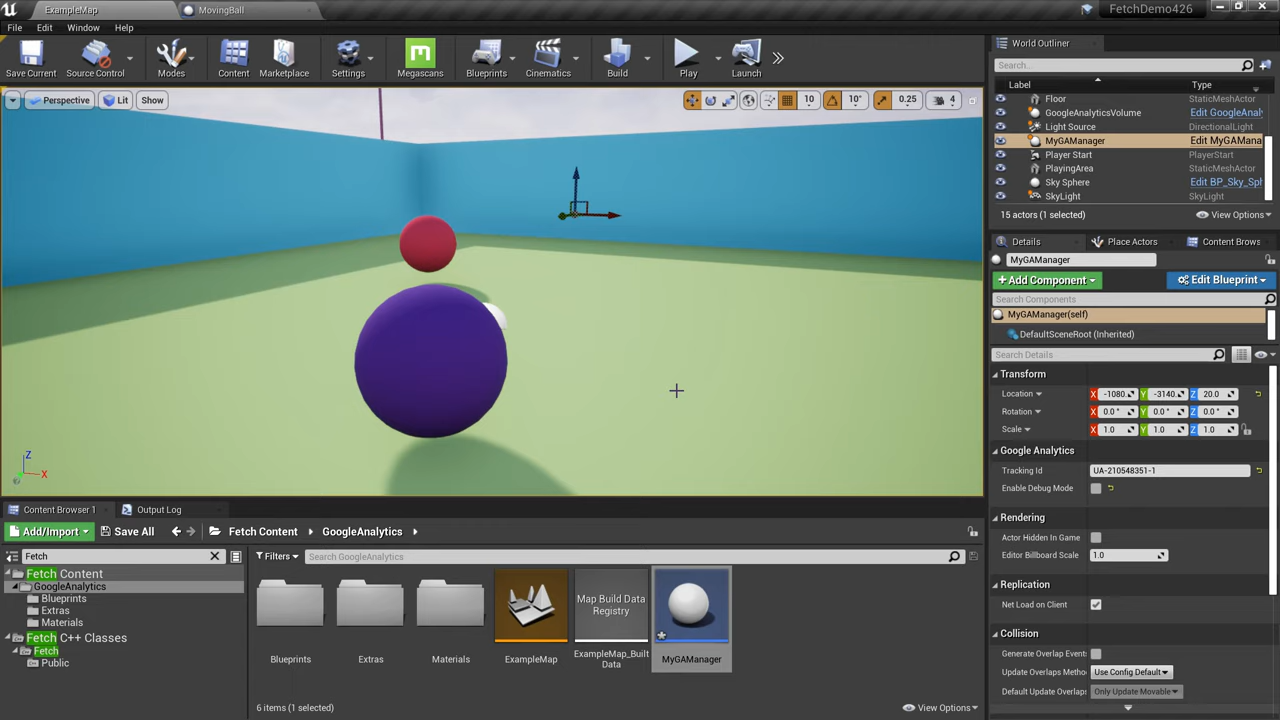 ExampleMap
MovingBall
FetchDemo426
File Edit Window Help
Save Current
Source Control
Modes
Content
Marketplace
Settings
Megascans
Blueprints
Cinematics
Build
Play
Launch
Perspective
Lit
Show
10
10°
0.25
4
Z
X
World Outliner
Search...
Label
Type
Floor
StaticMeshActor
GoogleAnalyticsVolume
Edit GoogleAnal
Light Source
DirectionalLight
MyGAManager
Edit MyGAMana
Player Start
PlayerStart
PlayingArea
StaticMeshActor
Sky Sphere
Edit BP_Sky_Sph
SkyLight
SkyLight
15 actors (1 selected)
View Options
Details
Place Actors
Content Brows
MyGAManager
+ Add Component
Edit Blueprint
Search Components
MyGAManager(self)
DefaultSceneRoot (Inherited)
Search Details
Transform
Location
X -1080. Y -3140. Z 20.0
Rotation
X 0.0 ° Y 0.0 ° Z 0.0 °
Scale
X 1.0 Y 1.0 Z 1.0
Google Analytics
Tracking Id
UA-210548351-1
Enable Debug Mode
Rendering
Actor Hidden In Game
Editor Billboard Scale
1.0
Replication
Net Load on Client
Collision
Generate Overlap Event
Update Overlaps Metho
Use Config Default
Default Update Overlaps
Only Update Movable
Content Browser 1
Output Log
Add/Import
Save All
Fetch Content
GoogleAnalytics
Fetch
Filters
Search GoogleAnalytics
Fetch Content
GoogleAnalytics
Blueprints
Extras
Materials
Fetch C++ Classes
Fetch
Public
Blueprints
Extras
Materials
ExampleMap
Map Build Data
Registry
ExampleMap_Built
Data
MyGAManager
6 items (1 selected)
View Options